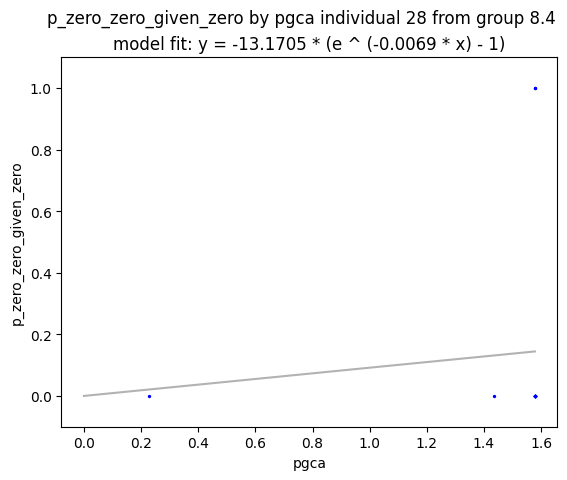 p_zero_zero_given_zero by pgca individual 28 from group 8.4
model fit: y = -13.1705 * (e ^ (-0.0069 * x) - 1)
1.0
0.8
0.6
0.4
0.2
0.0
p_zero_zero_given_zero
0.0 0.2 0.4 0.6 0.8 1.0 1.2 1.4 1.6
pgca